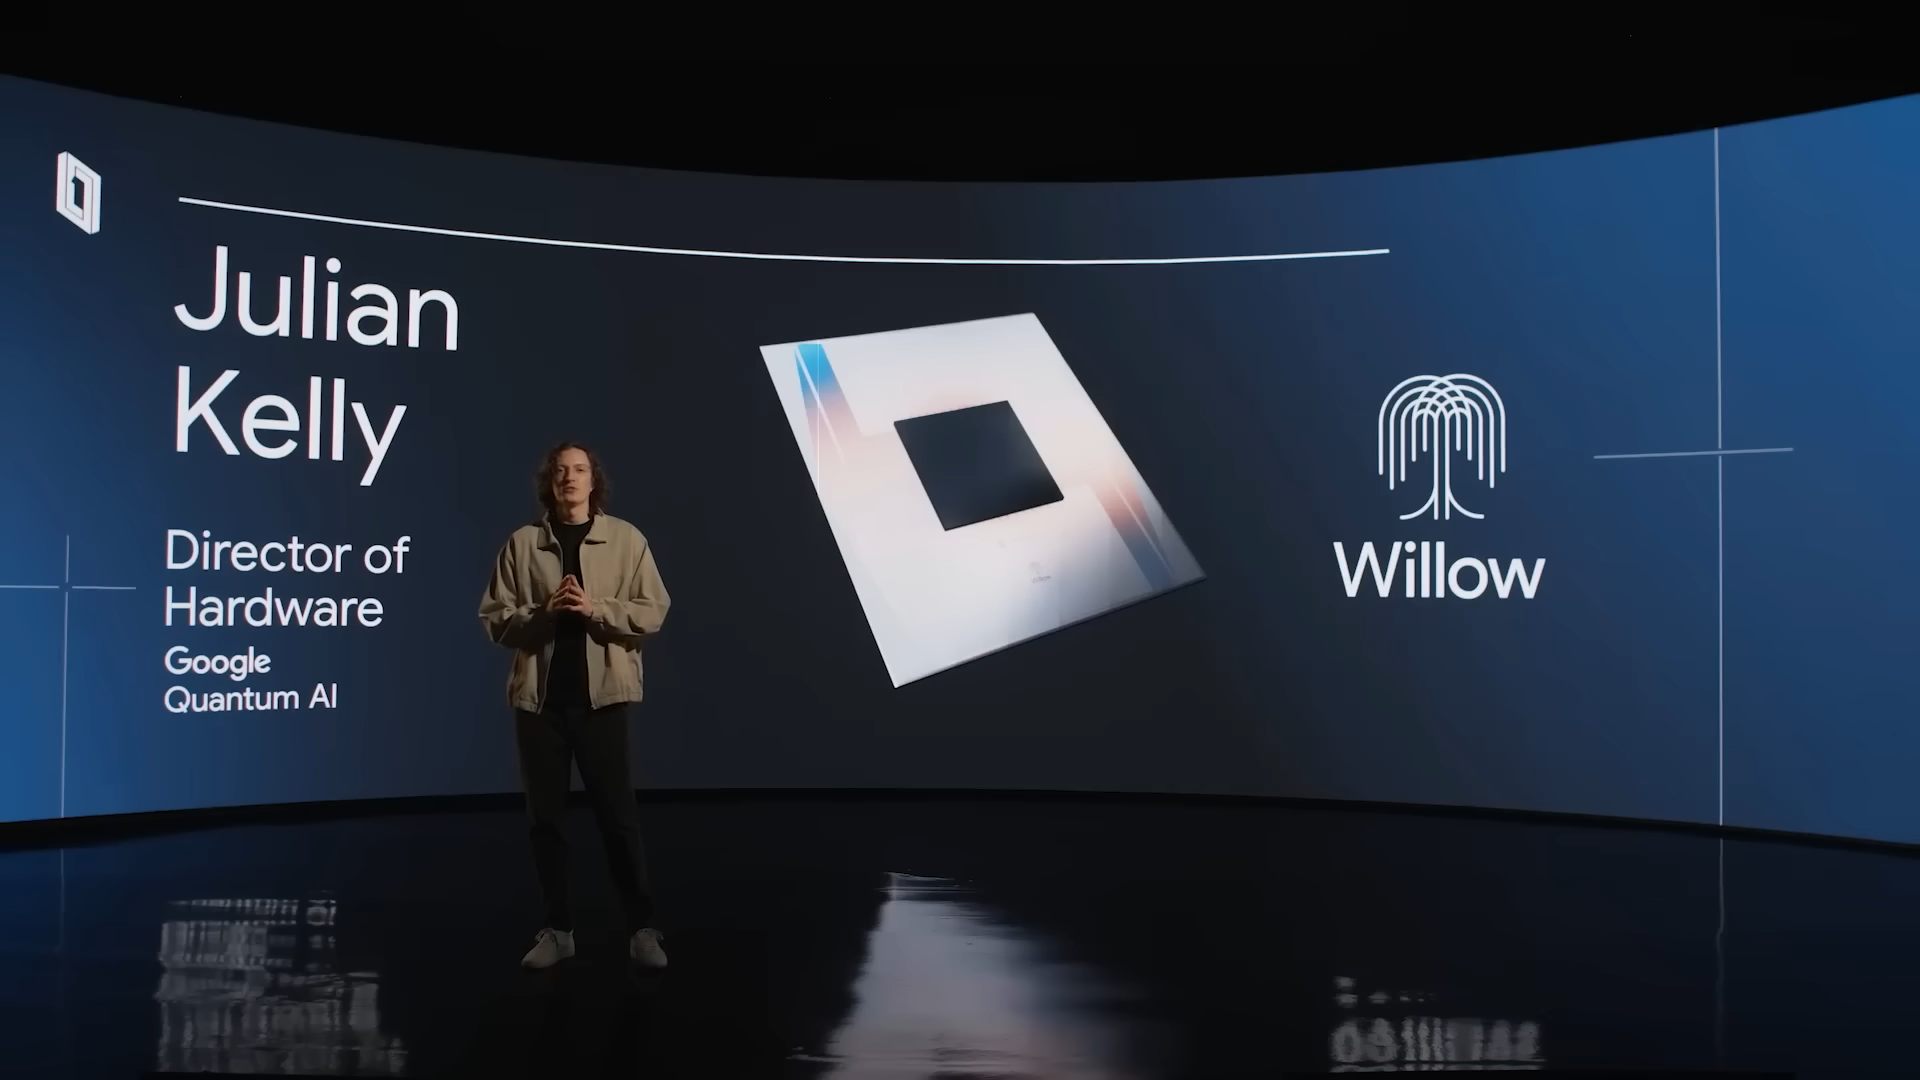 Julian
Kelly
Director of
Hardware
Google
Quantum AI
Willow